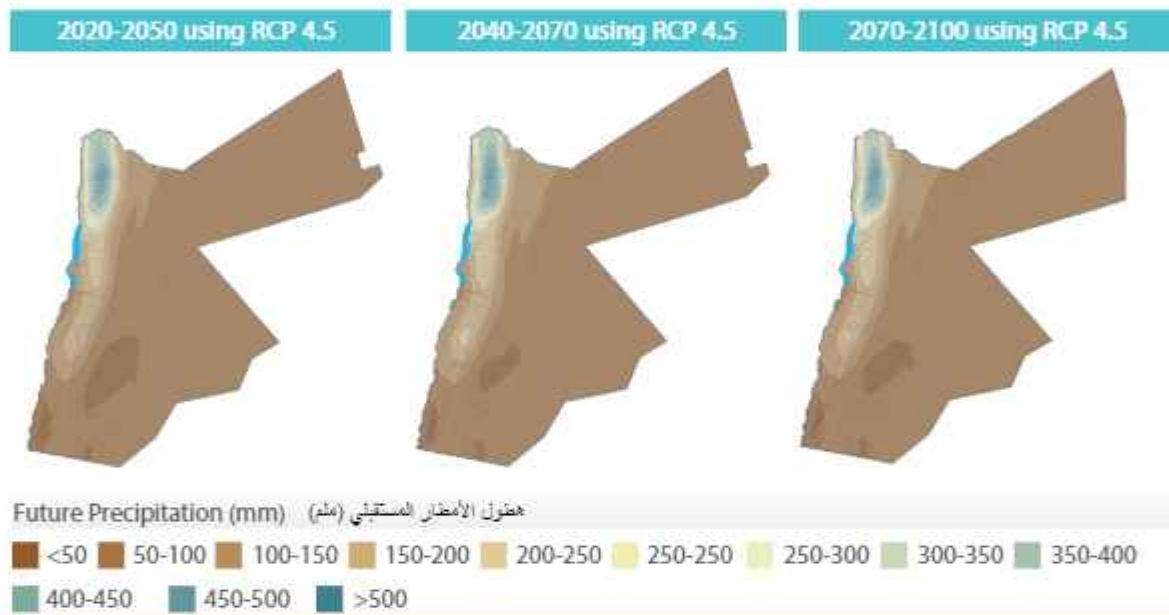 2020-2050 using RCP 4.5
2040-2070 using RCP 4.5
2070-2100 using RCP 4.5
Future Precipitation (mm) هطول الأمطار المستقبلي (ملم)
<50 50-100 100-150 150-200 200-250 250-250 250-300 300-350 350-400
400-450 450-500 >500